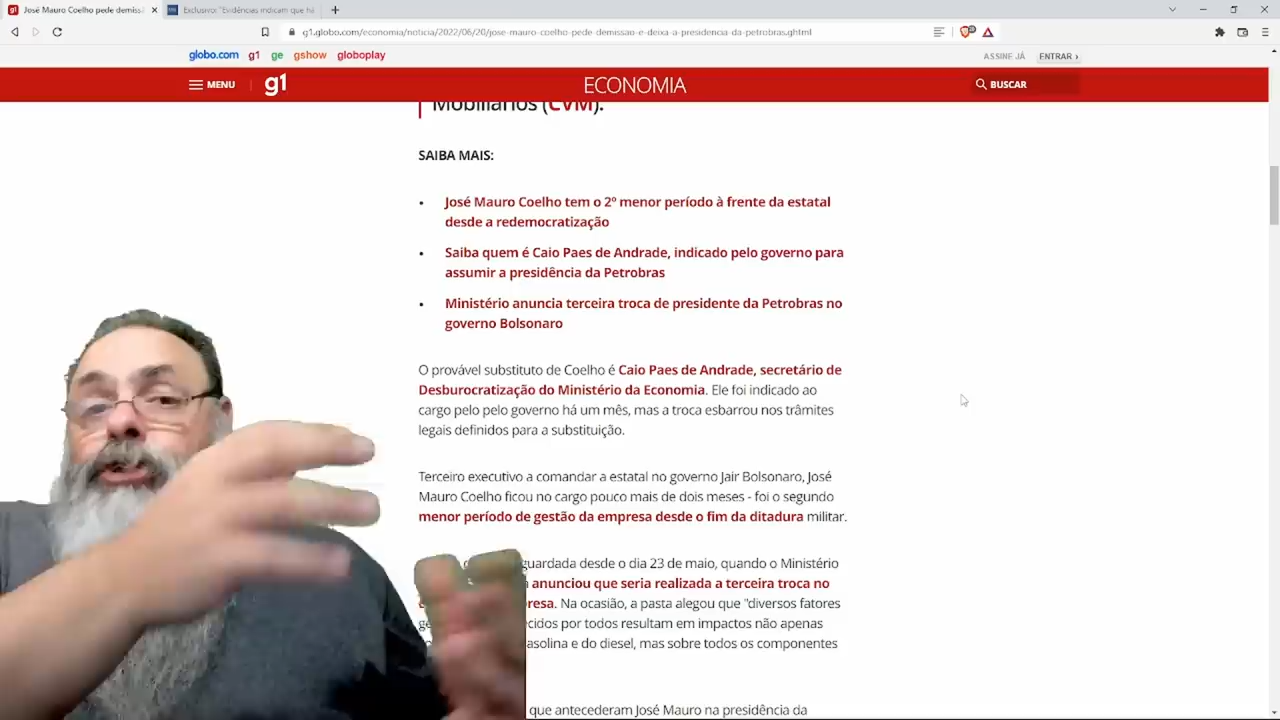 José Mauro Coelho pede demiss
Exclusivo: "Evidências indicam que há
g1.globo.com/economia/noticia/2022/06/20/jose-mauro-coelho-pede-demissao-e-deixa-a-presidencia-da-petrobras.ghtml
globo.com g1 ge gshow globoplay ASSINE JÁ ENTRAR ›
MENU g1 ECONOMIA BUSCAR
Mobiliários (CVM).
SAIBA MAIS:
• José Mauro Coelho tem o 2º menor período à frente da estatal
desde a redemocratização
• Saiba quem é Caio Paes de Andrade, indicado pelo governo para
assumir a presidência da Petrobras
• Ministério anuncia terceira troca de presidente da Petrobras no
governo Bolsonaro
O provável substituto de Coelho é Caio Paes de Andrade, secretário de
Desburocratização do Ministério da Economia. Ele foi indicado ao
cargo pelo pelo governo há um mês, mas a troca esbarrou nos trâmites
legais definidos para a substituição.
Terceiro executivo a comandar a estatal no governo Jair Bolsonaro, José
Mauro Coelho ficou no cargo pouco mais de dois meses - foi o segundo
menor período de gestão da empresa desde o fim da ditadura militar.
guardada desde o dia 23 de maio, quando o Ministério
anunciou que seria realizada a terceira troca no
resa. Na ocasião, a pasta alegou que "diversos fatores
ecidos por todos resultam em impactos não apenas
asolina e do diesel, mas sobre todos os componentes
que antecederam José Mauro na presidência da